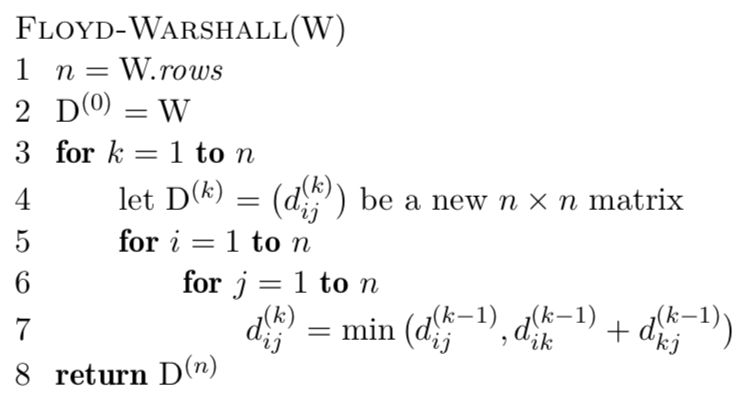 FLOYD-WARSHALL(W)
1 n = W.rows
2 D^(0) = W
3 for k = 1 to n
4 let D^(k) = (d_ij^(k)) be a new n × n matrix
5 for i = 1 to n
6 for j = 1 to n
7 d_ij^(k) = min (d_ij^(k−1), d_ik^(k−1) + d_kj^(k−1))
8 return D^(n)